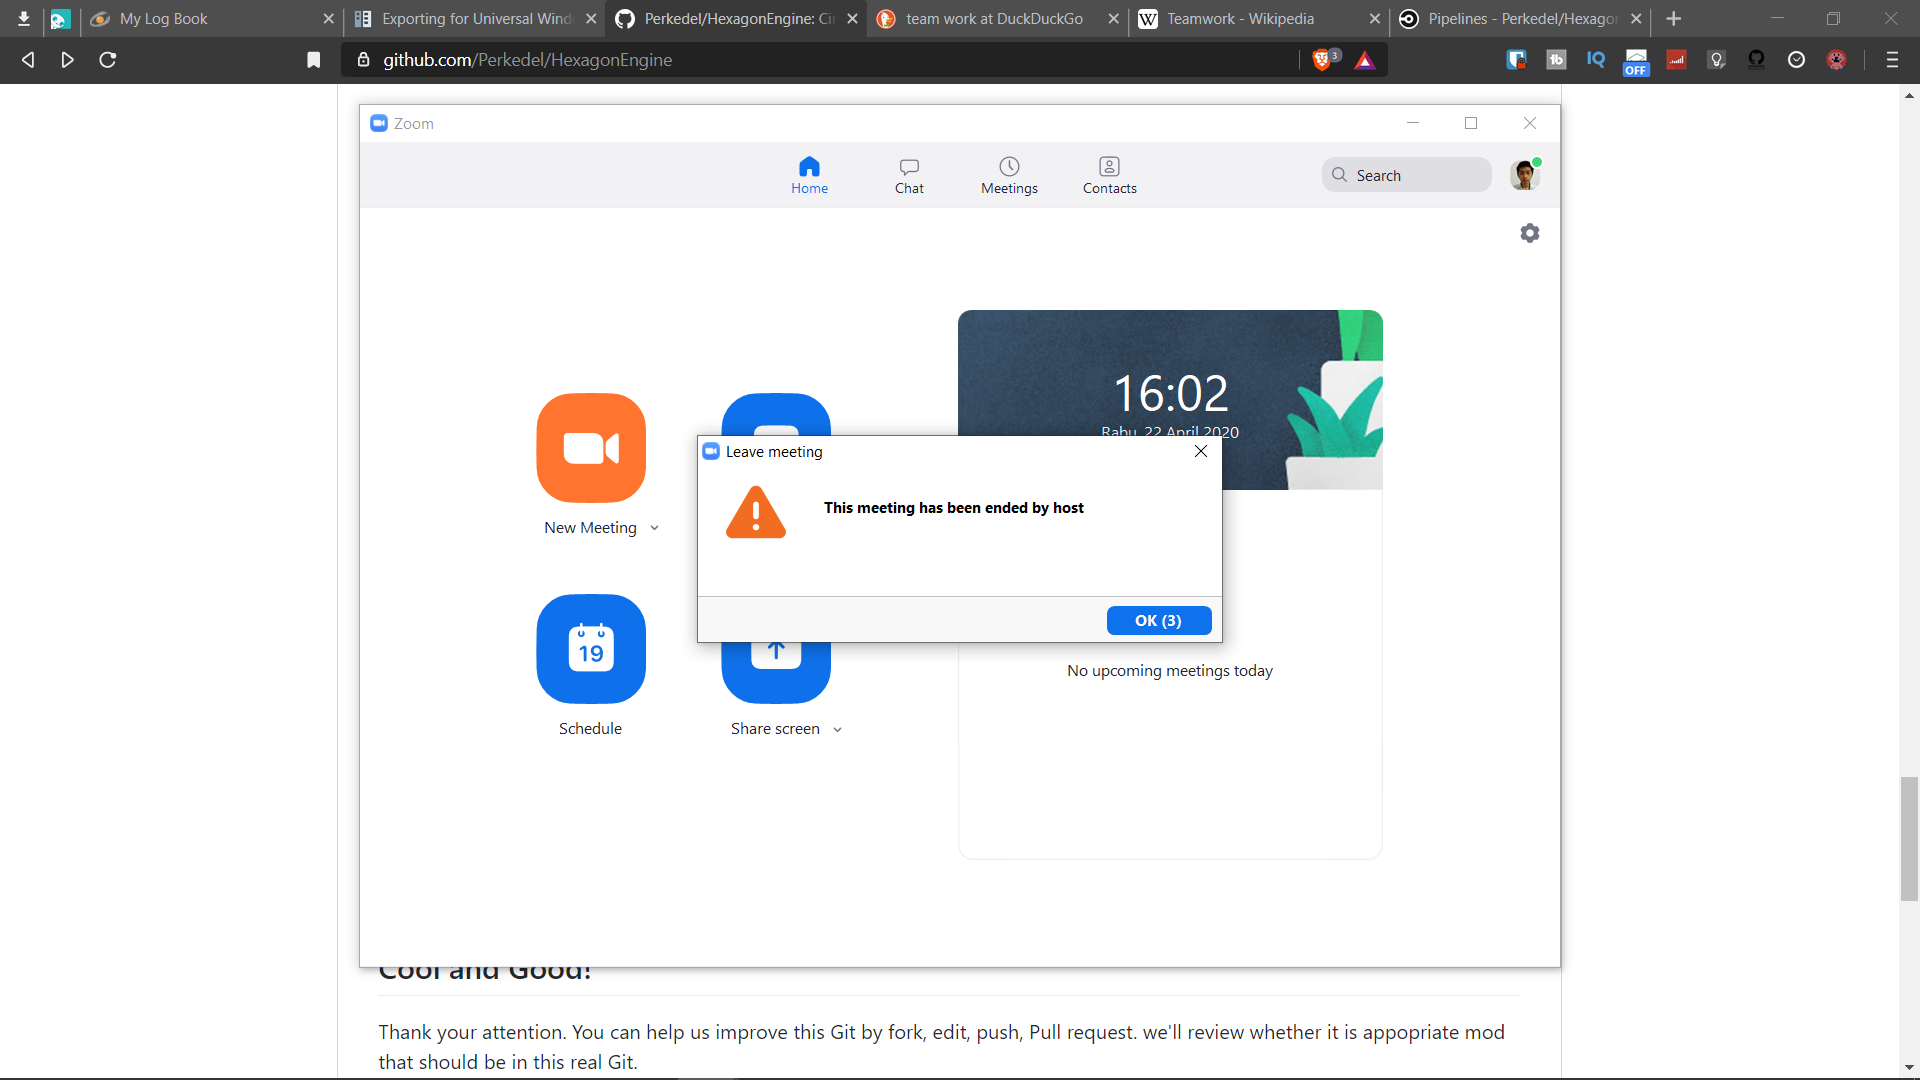 My Log Book
Exporting for Universal Wind
Perkedel/HexagonEngine: Cir
team work at DuckDuckGo
Teamwork - Wikipedia
Pipelines - Perkedel/Hexagon
github.com/Perkedel/HexagonEngine
3
IQ
OFF
Zoom
Home
Chat
Meetings
Contacts
Search
16:02
Rabu, 22 April 2020
Leave meeting
This meeting has been ended by host
OK (3)
New Meeting
19
No upcoming meetings today
Schedule
Share screen
Cool and Good!
Thank your attention. You can help us improve this Git by fork, edit, push, Pull request. we'll review whether it is appopriate mod
that should be in this real Git.